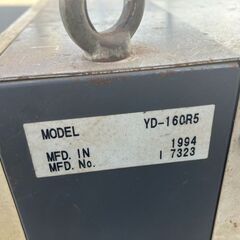 MODEL YD-160R5
MFD. IN 1994
MFD. No. I 7323